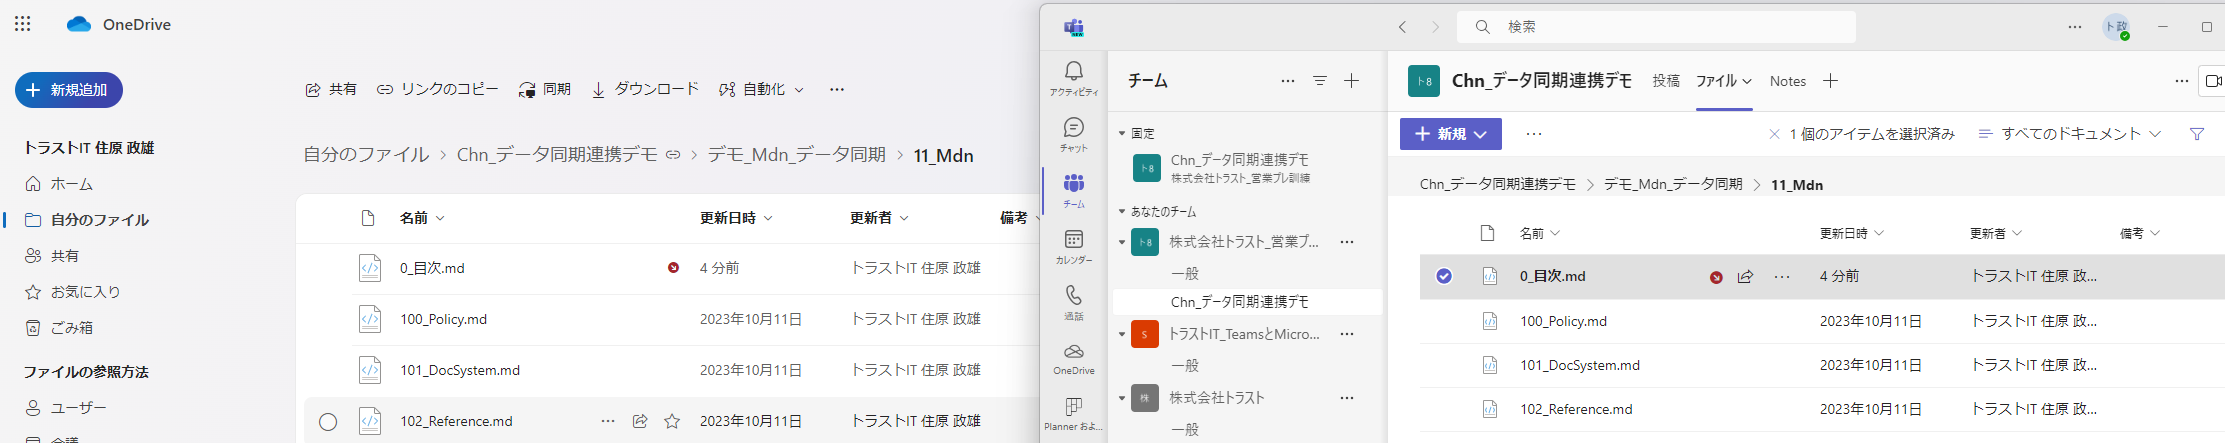 OneDrive
新規追加
トラストIT 住原 政雄
ホーム
自分のファイル
共有
お気に入り
ごみ箱
ファイルの参照方法
ユーザー
共有 リンクのコピー 同期 ダウンロード 自動化 ...
自分のファイル > Chn_データ同期連携デモ > デモ_Mdn_データ同期 > 11_Mdn
名前 更新日時 更新者 備考
0_目次.md 4 分前 トラストIT 住原 政雄
100_Policy.md 2023年10月11日 トラストIT 住原 政雄
101_DocSystem.md 2023年10月11日 トラストIT 住原 政雄
102_Reference.md ... 2023年10月11日 トラストIT 住原 政雄
検索
ト政
アクティビティ
チャット
チーム
カレンダー
通話
OneDrive
Planner およ...
チーム
固定
ト8
Chn_データ同期連携デモ
株式会社トラスト_営業プレ訓練
あなたのチーム
ト8 株式会社トラスト_営業プ... ...
一般
Chn_データ同期連携デモ
S トラストIT_TeamsとMicro... ...
一般
株 株式会社トラスト ...
一般
ト8 Chn_データ同期連携デモ 投稿 ファイル Notes
新規 ... 1 個のアイテムを選択済み すべてのドキュメント
Chn_データ同期連携デモ > デモ_Mdn_データ同期 > 11_Mdn
名前 更新日時 更新者 備考
0_目次.md ... 4 分前 トラストIT 住原 政...
100_Policy.md 2023年10月11日 トラストIT 住原 政...
101_DocSystem.md 2023年10月11日 トラストIT 住原 政...
102_Reference.md 2023年10月11日 トラストIT 住原 政...